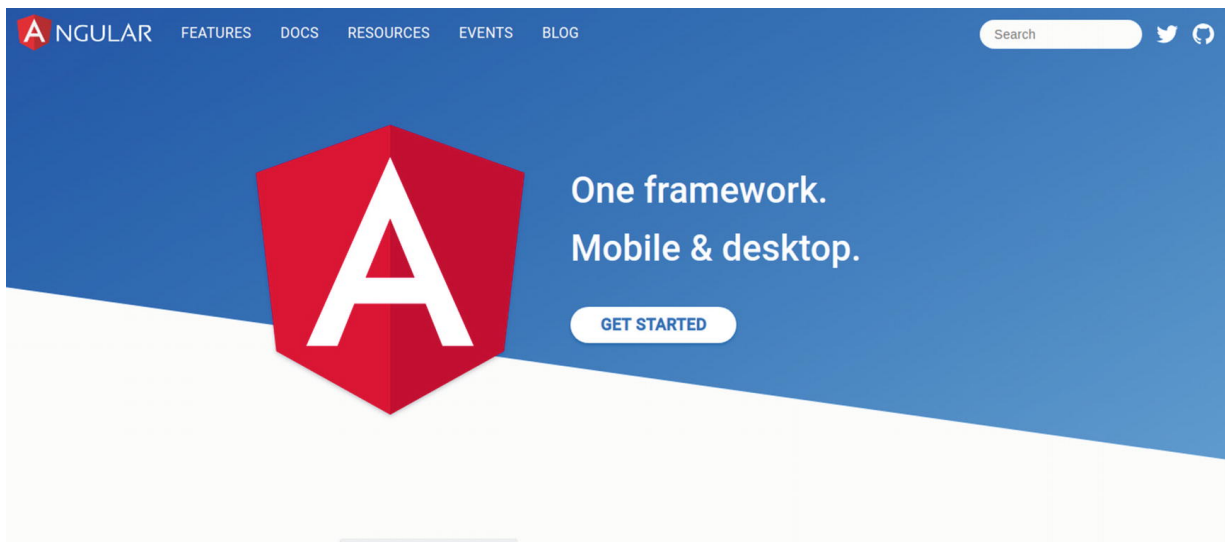 ANGULAR FEATURES DOCS RESOURCES EVENTS BLOG Search
A
One framework.
Mobile & desktop.
GET STARTED